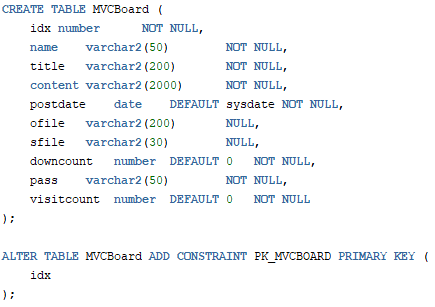 CREATE TABLE MVCBoard (
    idx number      NOT NULL,
    name    varchar2(50)        NOT NULL,
    title   varchar2(200)       NOT NULL,
    content varchar2(2000)      NOT NULL,
    postdate    date    DEFAULT sysdate NOT NULL,
    ofile   varchar2(200)       NULL,
    sfile   varchar2(30)        NULL,
    downcount   number  DEFAULT 0   NOT NULL,
    pass    varchar2(50)        NOT NULL,
    visitcount  number  DEFAULT 0   NOT NULL
);
ALTER TABLE MVCBoard ADD CONSTRAINT PK_MVCBOARD PRIMARY KEY (
    idx
);